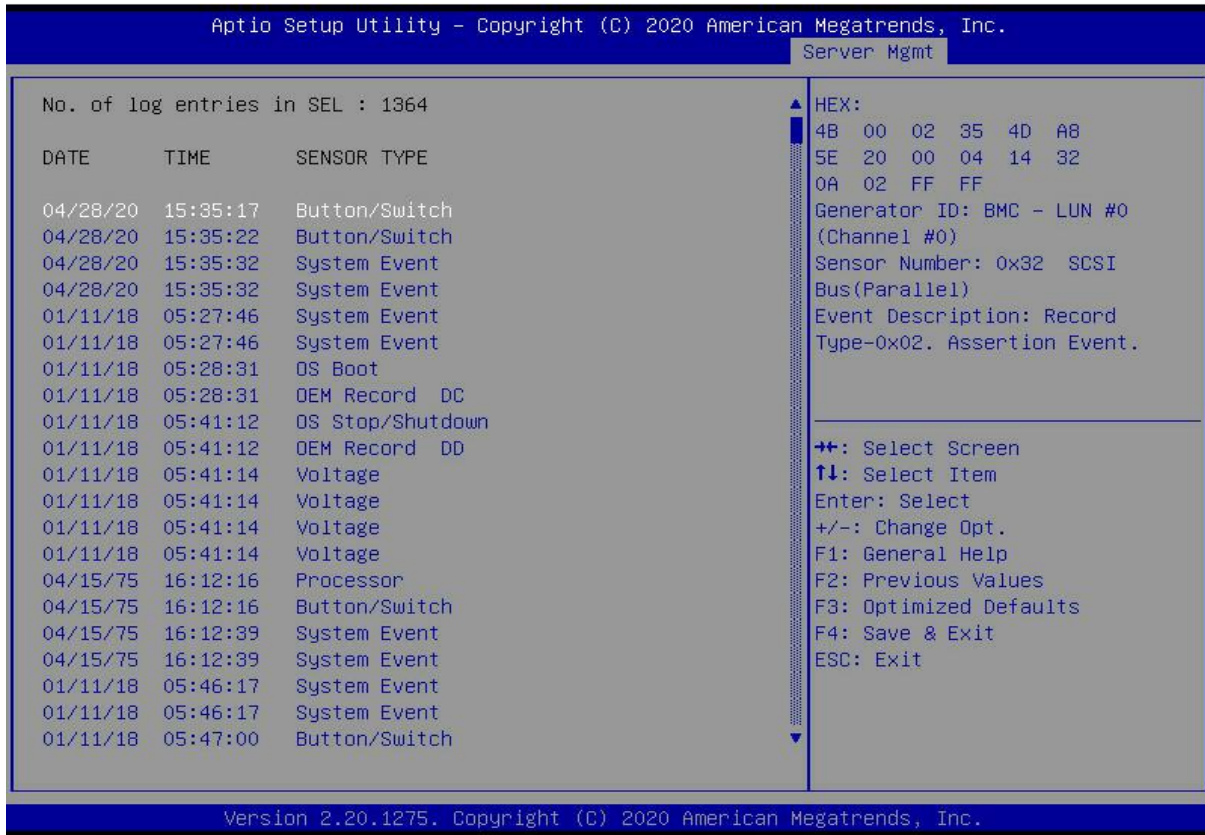 Aptio Setup Utility – Copyright (C) 2020 American Megatrends, Inc.
Server Mgmt
No. of log entries in SEL : 1364
DATE TIME SENSOR TYPE
04/28/20 15:35:17 Button/Switch
04/28/20 15:35:22 Button/Switch
04/28/20 15:35:32 System Event
04/28/20 15:35:32 System Event
01/11/18 05:27:46 System Event
01/11/18 05:27:46 System Event
01/11/18 05:28:31 OS Boot
01/11/18 05:28:31 OEM Record DC
01/11/18 05:41:12 OS Stop/Shutdown
01/11/18 05:41:12 OEM Record DD
01/11/18 05:41:14 Voltage
01/11/18 05:41:14 Voltage
01/11/18 05:41:14 Voltage
01/11/18 05:41:14 Voltage
04/15/75 16:12:16 Processor
04/15/75 16:12:16 Button/Switch
04/15/75 16:12:39 System Event
04/15/75 16:12:39 System Event
01/11/18 05:46:17 System Event
01/11/18 05:46:17 System Event
01/11/18 05:47:00 Button/Switch
HEX:
4B 00 02 35 4D A8
5E 20 00 04 14 32
0A 02 FF FF
Generator ID: BMC – LUN #0
(Channel #0)
Sensor Number: 0x32 SCSI
Bus(Parallel)
Event Description: Record
Type-0x02. Assertion Event.
→←: Select Screen
↑↓: Select Item
Enter: Select
+/-: Change Opt.
F1: General Help
F2: Previous Values
F3: Optimized Defaults
F4: Save & Exit
ESC: Exit
Version 2.20.1275. Copyright (C) 2020 American Megatrends, Inc.